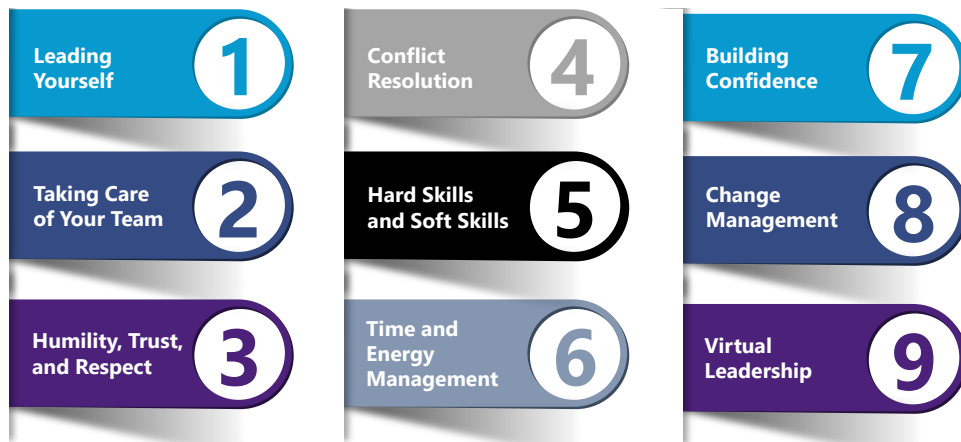 Leading
Yourself
1
Taking Care
of Your Team
2
Humility, Trust,
and Respect
3
Conflict
Resolution
4
Hard Skills
and Soft Skills
5
Time and
Energy
Management
6
Building
Confidence
7
Change
Management
8
Virtual
Leadership
9